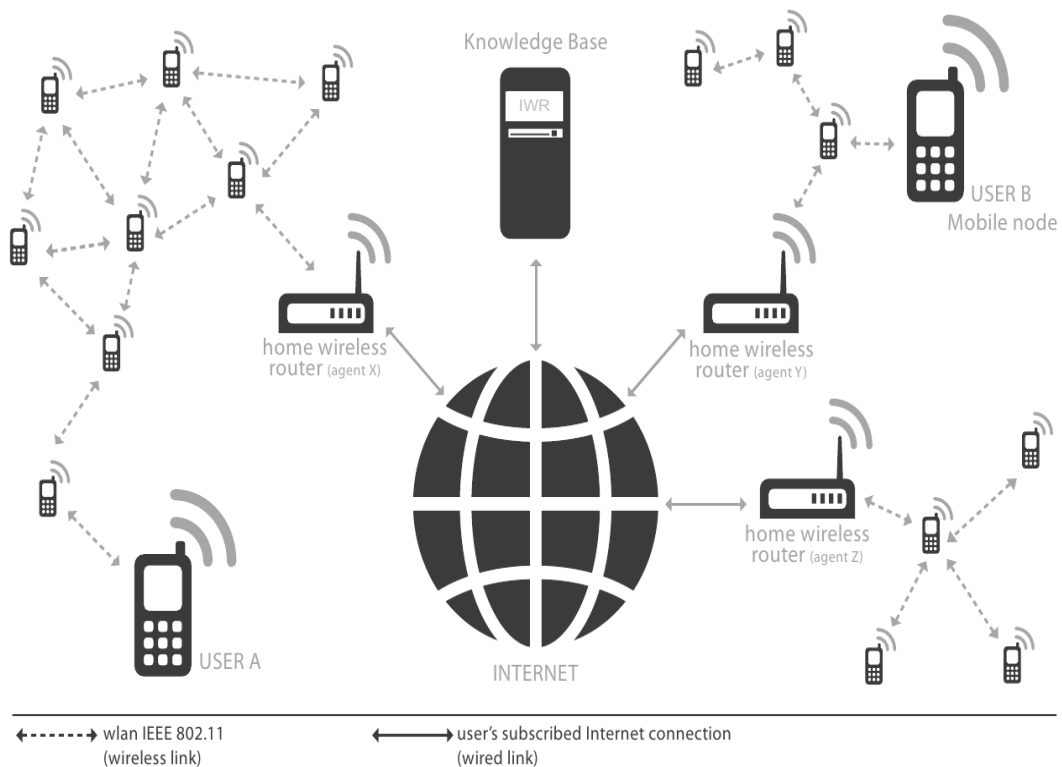 Knowledge Base
IWR
USER B
Mobile node
home wireless
router (agent X)
home wireless
router (agent Y)
home wireless
router (agent Z)
USER A
INTERNET
wlan IEEE 802.11
(wireless link)
user's subscribed Internet connection
(wired link)